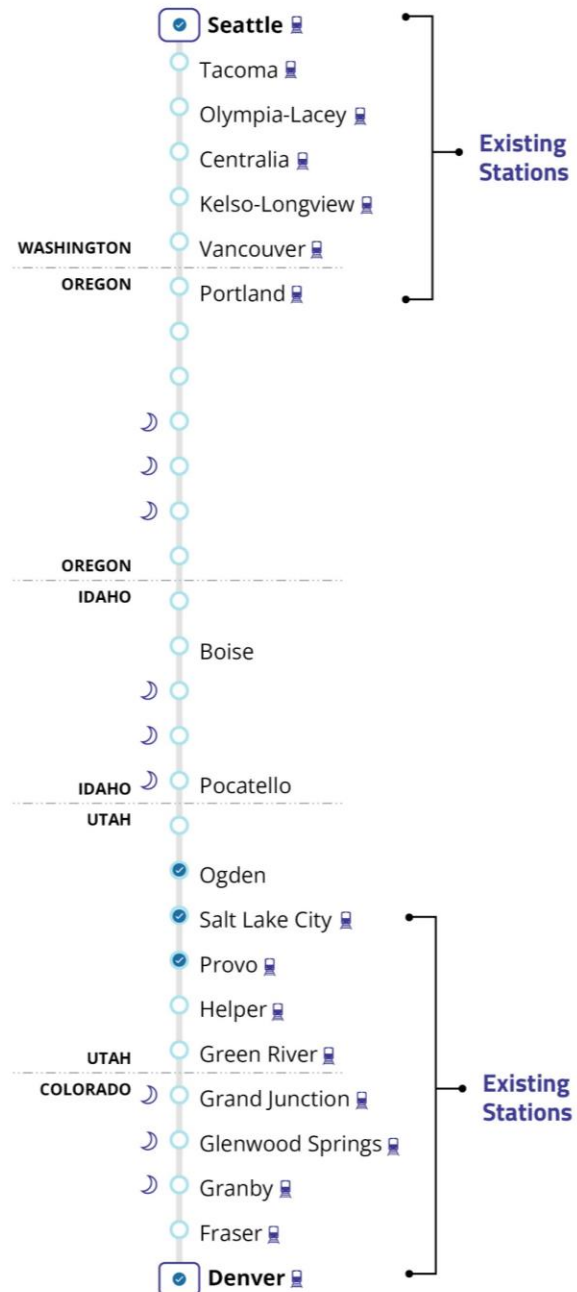 Seattle
Tacoma
Olympia-Lacey
Existing
Stations
Centralia
Kelso-Longview
WASHINGTON
Vancouver
OREGON
Portland
OREGON
IDAHO
Boise
IDAHO
Pocatello
UTAH
Ogden
Salt Lake City
Provo
Helper
UTAH
Green River
COLORADO
Grand Junction
Existing
Stations
Glenwood Springs
Granby
Fraser
Denver